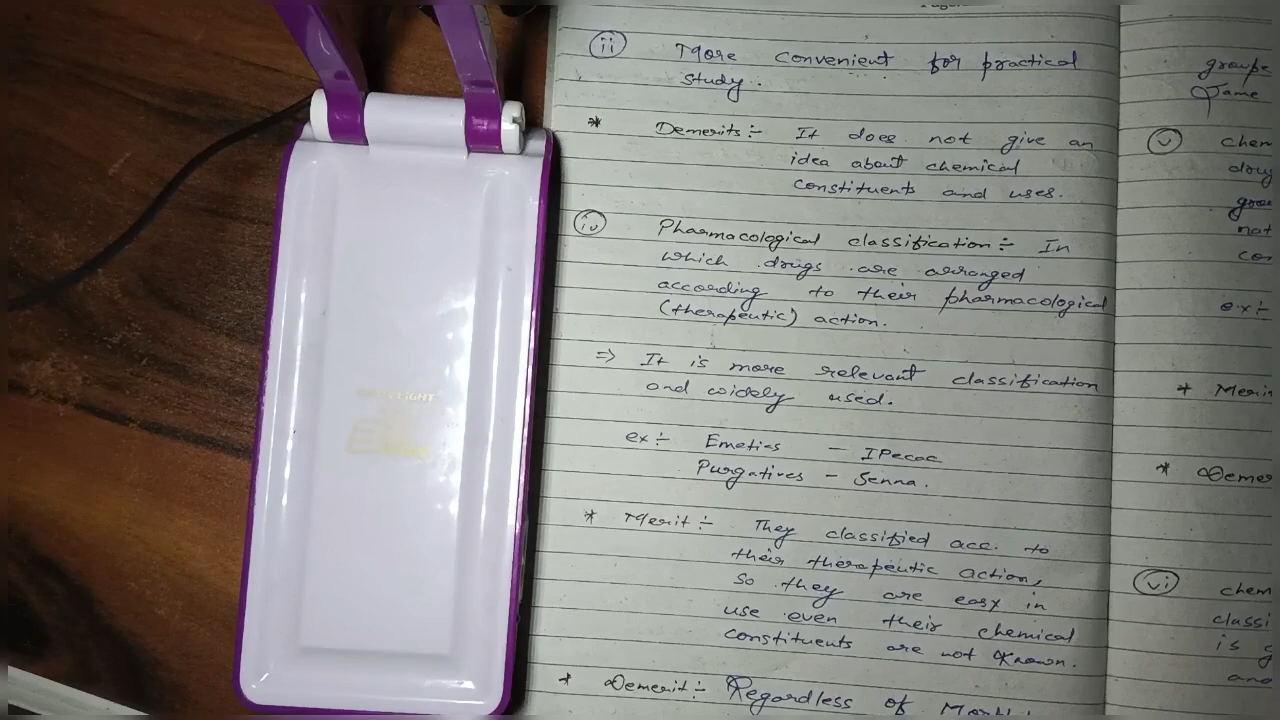 ii More convenient for practical
study.
* Demerits :- It does not give an
idea about chemical
constituents and uses.
iv Pharmacological classification :- In
which drugs are arranged
according to their pharmacological
(therapeutic) action.
=> It is more relevant classification
and widely used.
ex :- Emetics - IPecac
Purgatives - Senna.
* Merit :- They classified acc. to
their therapeutic action,
so they are easy in
use even their chemical
constituents are not known.
* Demerit :- Regardless of
groupe
same
v chem
drug
not
con
ex :-
* Merit
* Demer
vi chem
classi
is
and
LIGHT